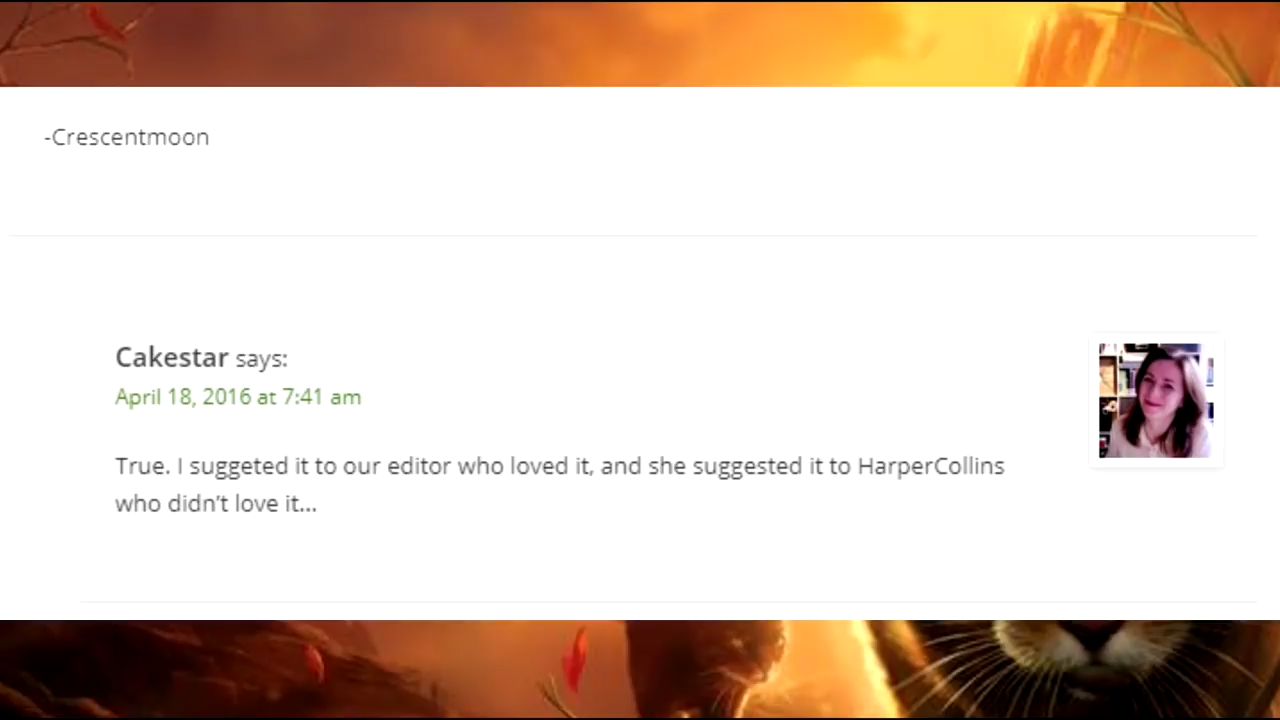 -Crescentmoon
Cakestar says:
April 18, 2016 at 7:41 am
True. I suggeted it to our editor who loved it, and she suggested it to HarperCollins
who didn’t love it...